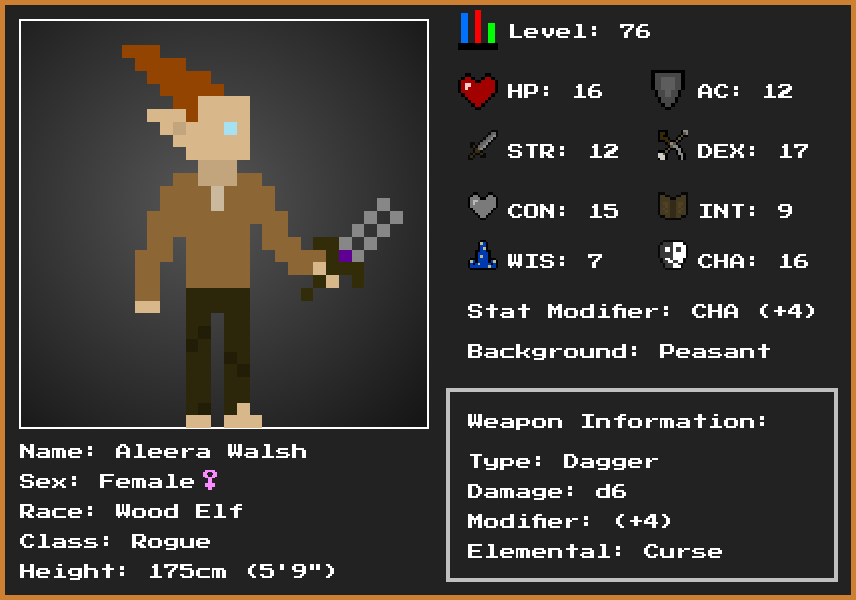 Level: 76
HP: 16
AC: 12
STR: 12
DEX: 17
CON: 15
INT: 9
WIS: 7
CHA: 16
Stat Modifier: CHA (+4)
Background: Peasant
Weapon Information:
Type: Dagger
Damage: d6
Modifier: (+4)
Elemental: Curse
Name: Aleera Walsh
Sex: Female♀
Race: Wood Elf
Class: Rogue
Height: 175cm (5'9")